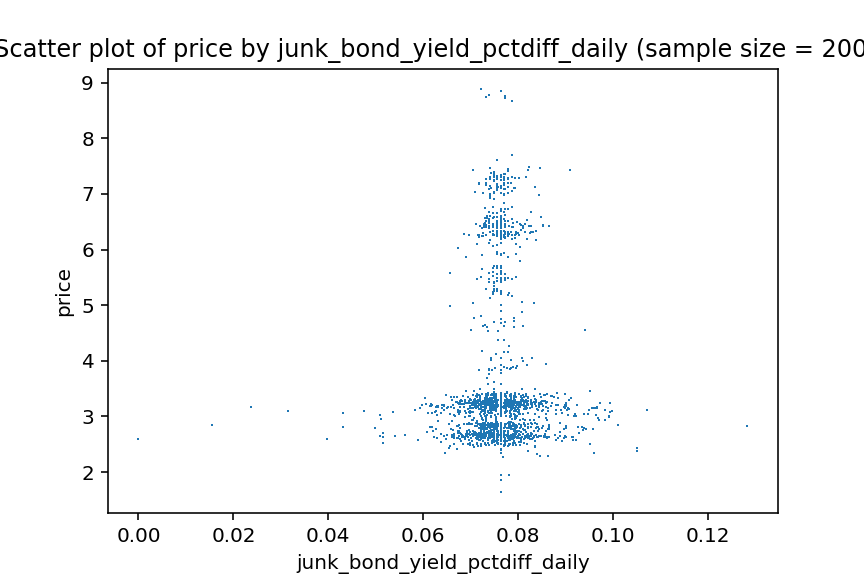 Scatter plot of price by junk_bond_yield_pctdiff_daily (sample size = 200
9
8
7
6
5
4
3
2
price
0.00 0.02 0.04 0.06 0.08 0.10 0.12
junk_bond_yield_pctdiff_daily